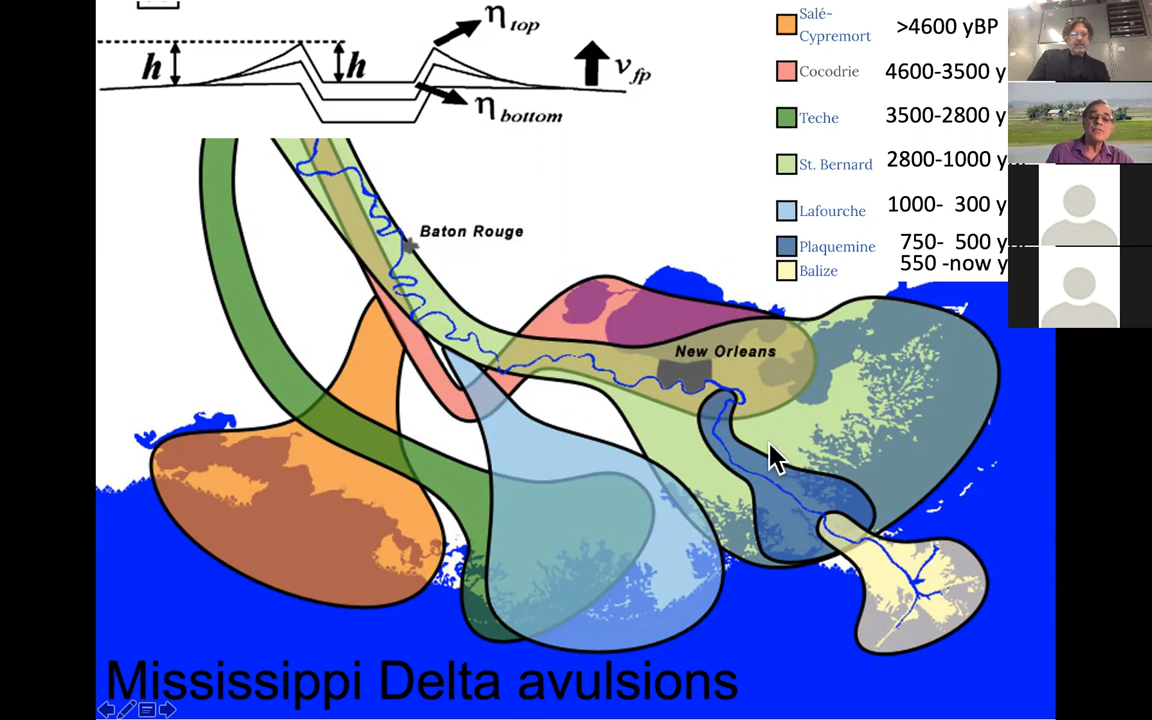 η top
h
h
v fp
η bottom
Salé-
Cypremort
>4600 yBP
Cocodrie
4600-3500 y
Teche
3500-2800 y
St. Bernard
2800-1000 y
Lafourche
1000- 300 y
Plaquemine
750- 500 y
Balize
550 -now y
Baton Rouge
New Orleans
Mississippi Delta avulsions